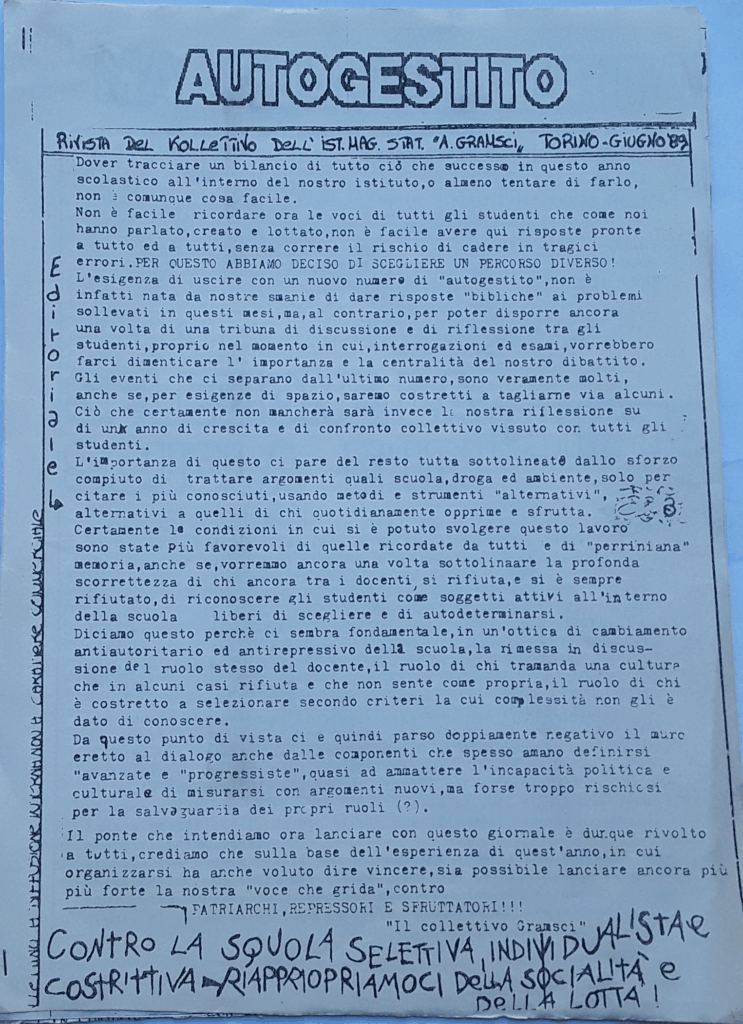 AUTOGESTITO
RIVISTA DEL KOLLETTIVO DELL'IST. MAG. STAT. "A. GRAMSCI" TORINO-GIUGNO '89
Editoriale
Dover tracciare un bilancio di tutto ciò che successo in questo anno
scolastico all'interno del nostro istituto,o almeno tentare di farlo,
non è comunque cosa facile.
Non è facile ricordare ora le voci di tutti gli studenti che come noi
hanno parlato,creato e lottato,non è facile avere qui risposte pronte
a tutto ed a tutti,senza correre il rischio di cadere in tragici
errori.PER QUESTO ABBIAMO DECISO DI SCEGLIERE UN PERCORSO DIVERSO!
L'esigenza di uscire con un nuovo numero di "autogestito",non è
infatti nata da nostre smanie di dare risposte "bibliche" ai problemi
sollevati in questi mesi,ma,al contrario,per poter disporre ancora
una volta di una tribuna di discussione e di riflessione tra gli
studenti,proprio nel momento in cui,interrogazioni ed esami,vorrebbero
farci dimenticare l' importanza e la centralità del nostro dibattito.
Gli eventi che ci separano dall'ultimo numero,sono veramente molti,
anche se,per esigenze di spazio,saremo costretti a tagliarne via alcuni.
Ciò che certamente non mancherà sarà invece la nostra riflessione su
di un anno di crescita e di confronto collettivo vissuto con tutti gli
studenti.
L'importanza di questo ci pare del resto tutta sottolineate dallo sforzo
compiuto di trattare argomenti quali scuola,droga ed ambiente,solo per
citare i più conosciuti,usando metodi e strumenti "alternativi",
alternativi a quelli di chi quotidianamente opprime e sfrutta.
Certamente le condizioni in cui si è potuto svolgere questo lavoro
sono state Più favorevoli di quelle ricordate da tutti e di "perriniana"
memoria,anche se,vorremmo ancora una volta sottolinaare la profonda
scorrettezza di chi ancora tra i docenti,si rifiuta,e si è sempre
rifiutato,di riconoscere gli studenti come soggetti attivi all'interno
della scuola liberi di scegliere e di autodeterminarsi.
Diciamo questo perchè ci sembra fondamentale,in un'ottica di cambiamento
antiautoritario ed antirepressivo della scuola,la rimessa in discus-
sione del ruolo stesso del docente,il ruolo di chi tramanda una cultura
che in alcuni casi rifiuta e che non sente come propria,il ruolo di chi
è costretto a selezionare secondo criteri la cui complessità non gli è
dato di conoscere.
Da questo punto di vista ci e quindi parso doppiamente negativo il muro
eretto al dialogo anche dalle componenti che spesso amano definirsi
"avanzate e "progressiste",quasi ad ammattere l'incapacità politica e
culturale di misurarsi con argomenti nuovi,ma forse troppo rischiosi
per la salvaguardia dei propri ruoli (?).
Il ponte che intendiamo ora lanciare con questo giornale è dunque rivolto
a tutti,crediamo che sulla base dell'esperienza di quest'anno,in cui
organizzarsi ha anche voluto dire vincere,sia possibile lanciare ancora più
più forte la nostra "voce che grida",contro
PATRIARCHI,REPRESSORI E SFRUTTATORI!!!
"Il collettivo Gramsci"
CONTRO LA SQUOLA SELETTIVA, INDIVIDUALISTA e
COSTRITTIVA RIAPPRIOPRIAMOCI DELLA SOCIALITÀ e
DELLA LOTTA!